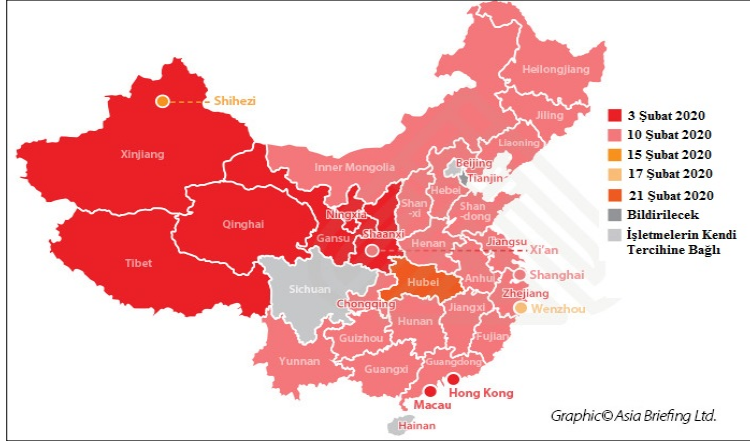 Heilongjiang
Jiling
Liaoning
Shihezi
Xinjiang
Inner Mongolia
Beijing
Tianjin
Hebei
Shan
-xi
Shan
-dong
Ningxia
Qinghai
Gansu
Shaanxi
Henan
Jiangsu
Xi'an
Tibet
Sichuan
Hubei
Anhui
Shanghai
Chongqing
Zhejiang
Wenzhou
Hunan
Jiangxi
Guizhou
Fujian
Yunnan
Guangxi
Guangdong
Hong Kong
Macau
Hainan
3 Şubat 2020
10 Şubat 2020
15 Şubat 2020
17 Şubat 2020
21 Şubat 2020
Bildirilecek
İşletmelerin Kendi
Tercihine Bağlı
Graphic© Asia Briefing Ltd.